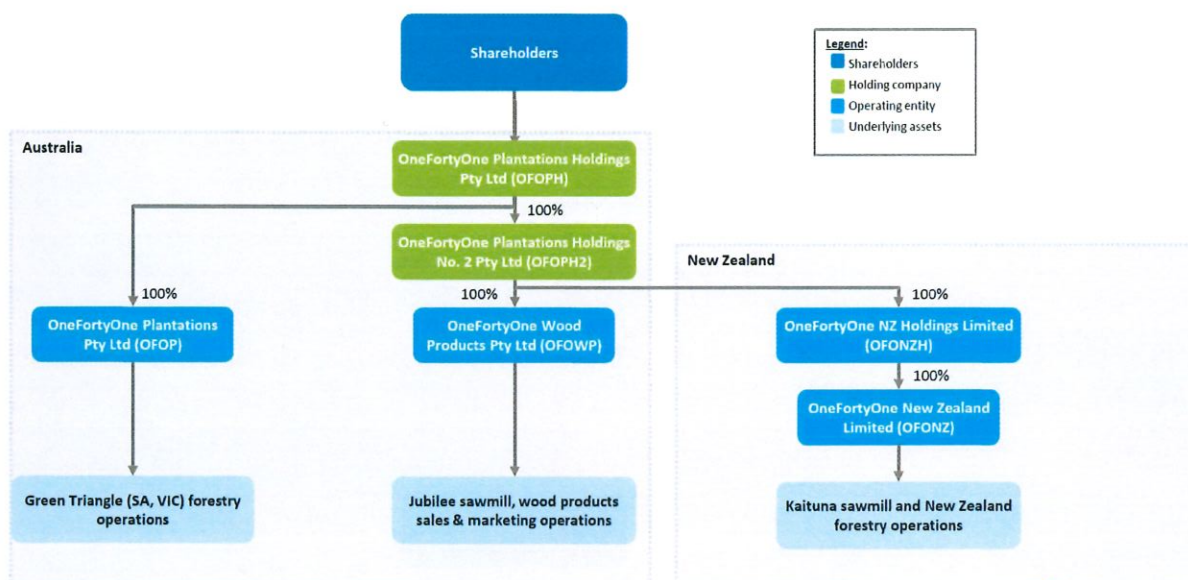 Shareholders
Legend:
Shareholders
Holding company
Operating entity
Underlying assets
Australia
OneFortyOne Plantations Holdings
Pty Ltd (OFOPH)
100%
OneFortyOne Plantations Holdings
No. 2 Pty Ltd (OFOPH2)
New Zealand
100%
100%
100%
OneFortyOne Plantations
Pty Ltd (OFOP)
OneFortyOne Wood
Products Pty Ltd (OFOWP)
OneFortyOne NZ Holdings Limited
(OFONZH)
100%
OneFortyOne New Zealand
Limited (OFONZ)
Green Triangle (SA, VIC) forestry
operations
Jubilee sawmill, wood products
sales & marketing operations
Kaituna sawmill and New Zealand
forestry operations